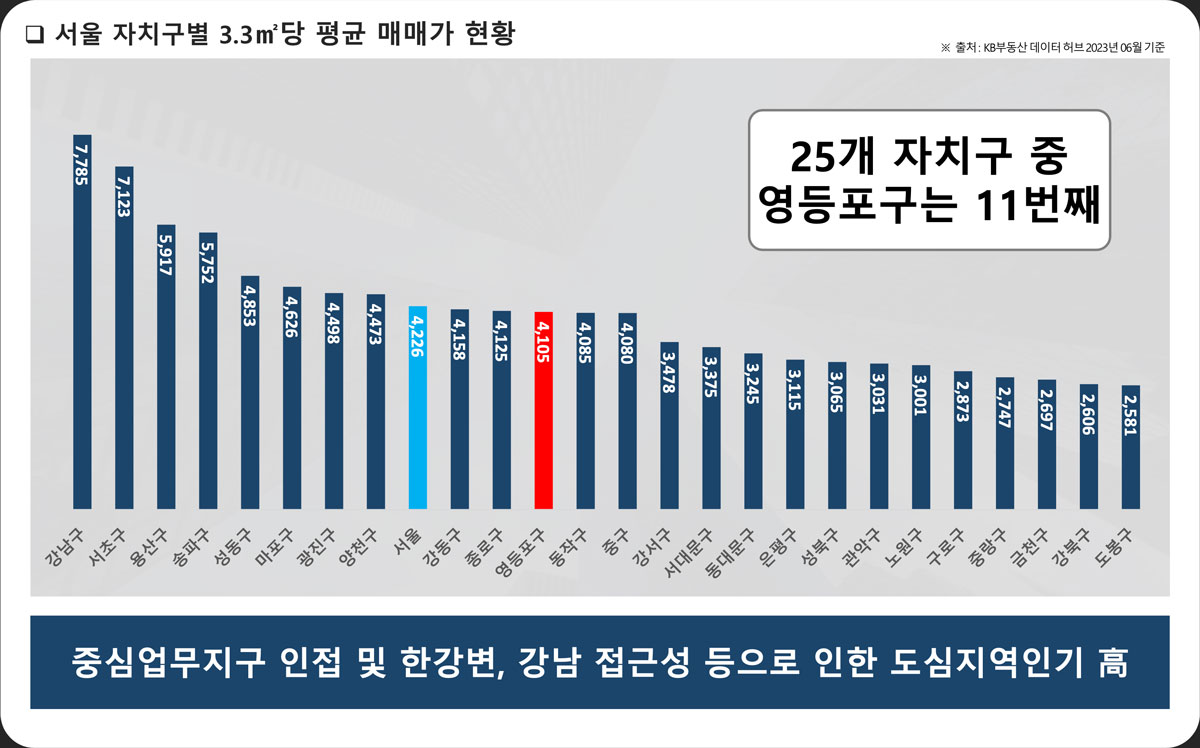 ❏ 서울 자치구별 3.3㎡당 평균 매매가 현황
※ 출처 : KB부동산 데이터 허브 2023년 06월 기준
25개 자치구 중
영등포구는 11번째
7,785
7,123
5,917
5,752
4,853
4,626
4,498
4,473
4,226
4,158
4,125
4,105
4,085
4,080
3,478
3,375
3,245
3,115
3,065
3,031
3,001
2,873
2,747
2,697
2,606
2,581
강남구
서초구
용산구
송파구
성동구
마포구
광진구
양천구
서울
강동구
종로구
영등포구
동작구
중구
강서구
서대문구
동대문구
은평구
성북구
관악구
노원구
구로구
중랑구
금천구
강북구
도봉구
중심업무지구 인접 및 한강변, 강남 접근성 등으로 인한 도심지역인기 高